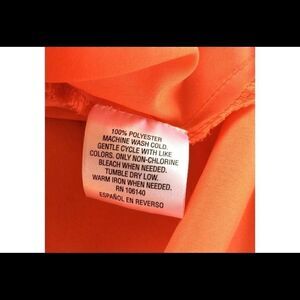 100% POLYESTER
MACHINE WASH COLD.
GENTLE CYCLE WITH LIKE
COLORS. ONLY NON-CHLORINE
BLEACH WHEN NEEDED.
TUMBLE DRY LOW.
WARM IRON WHEN NEEDED.
RN 106140
ESPAÑOL EN REVERSO